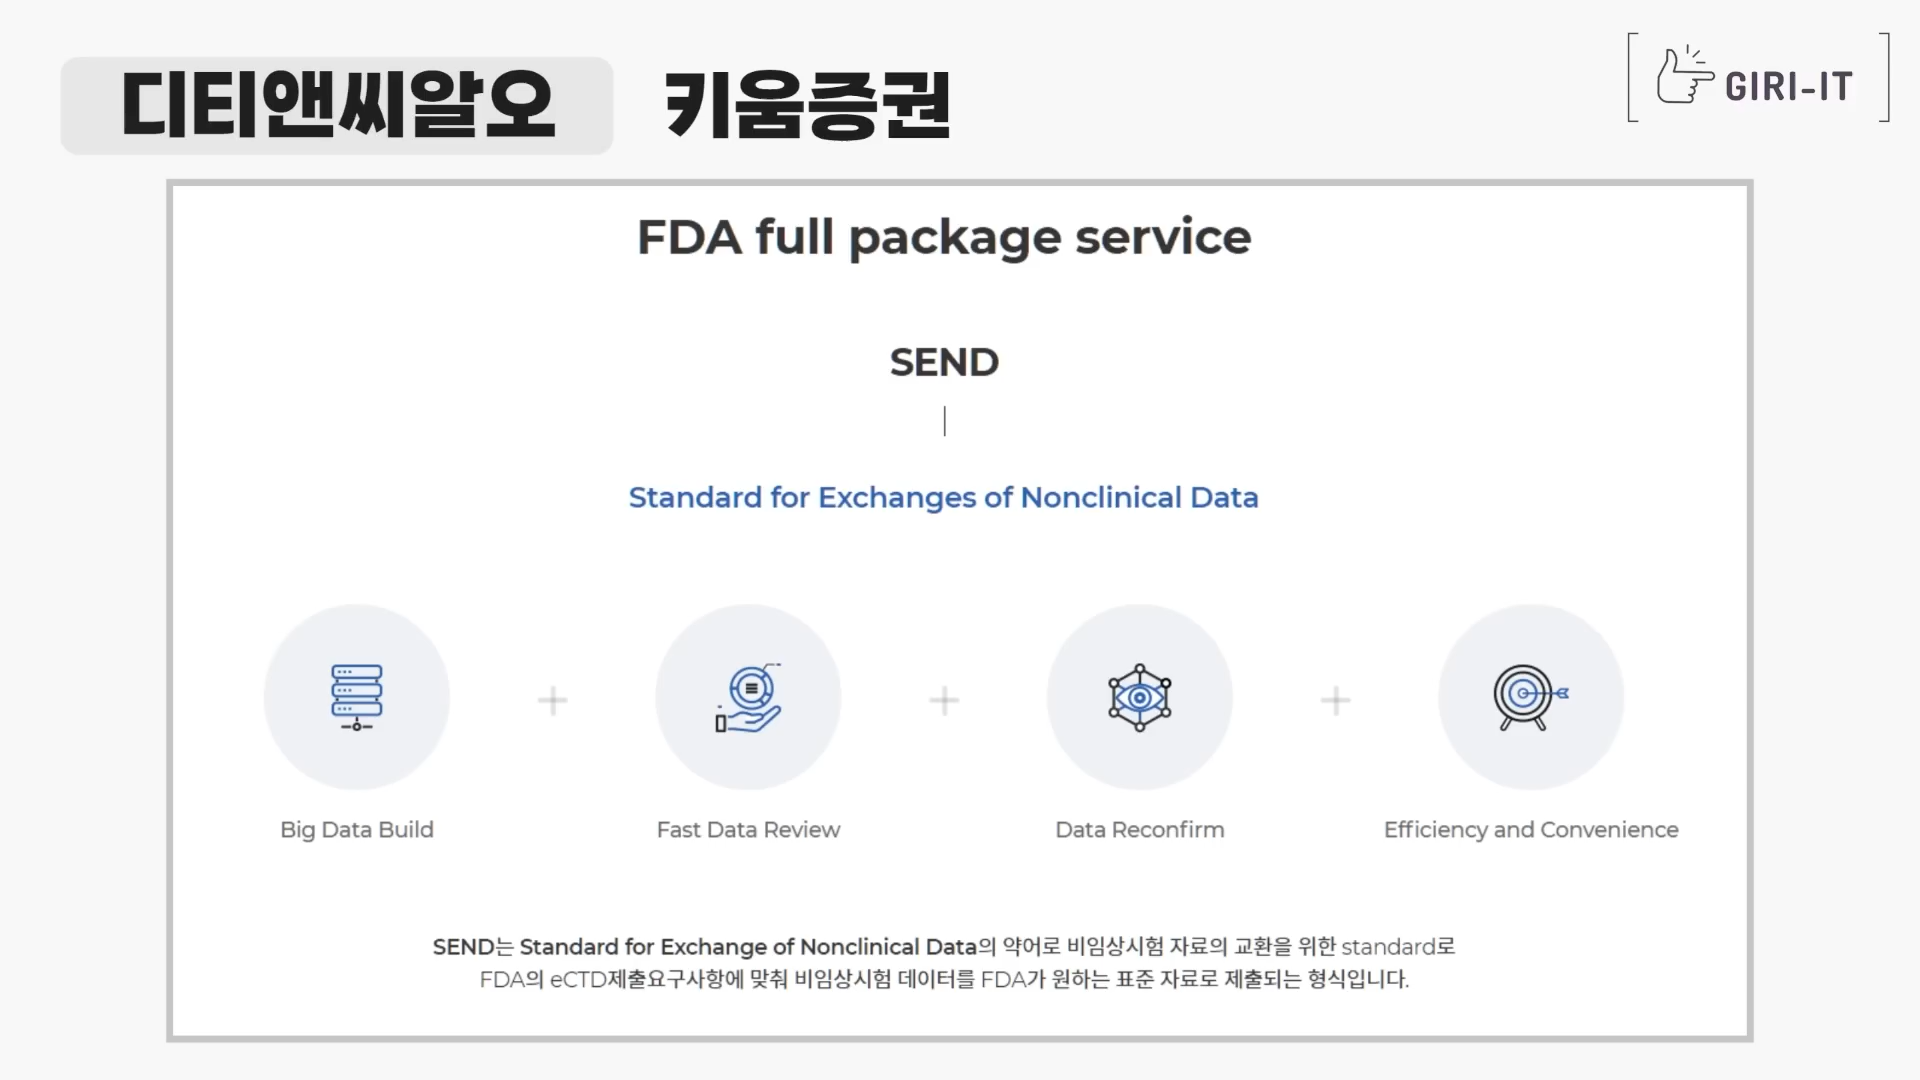 디티앤씨알오 키움증권
GIRI-IT
FDA full package service
SEND
Standard for Exchanges of Nonclinical Data
Big Data Build
Fast Data Review
Data Reconfirm
Efficiency and Convenience
SEND는 Standard for Exchange of Nonclinical Data의 약어로 비임상시험 자료의 교환을 위한 standard로
FDA의 eCTD제출요구사항에 맞춰 비임상시험 데이터를 FDA가 원하는 표준 자료로 제출되는 형식입니다.